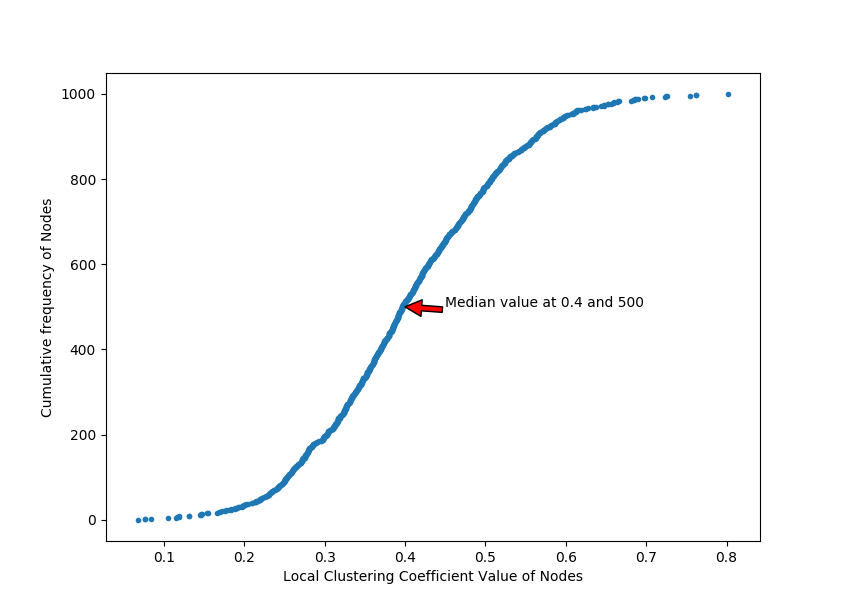 1000
800
600
400
200
0
Cumulative frequency of Nodes
Median value at 0.4 and 500
0.1 0.2 0.3 0.4 0.5 0.6 0.7 0.8
Local Clustering Coefficient Value of Nodes